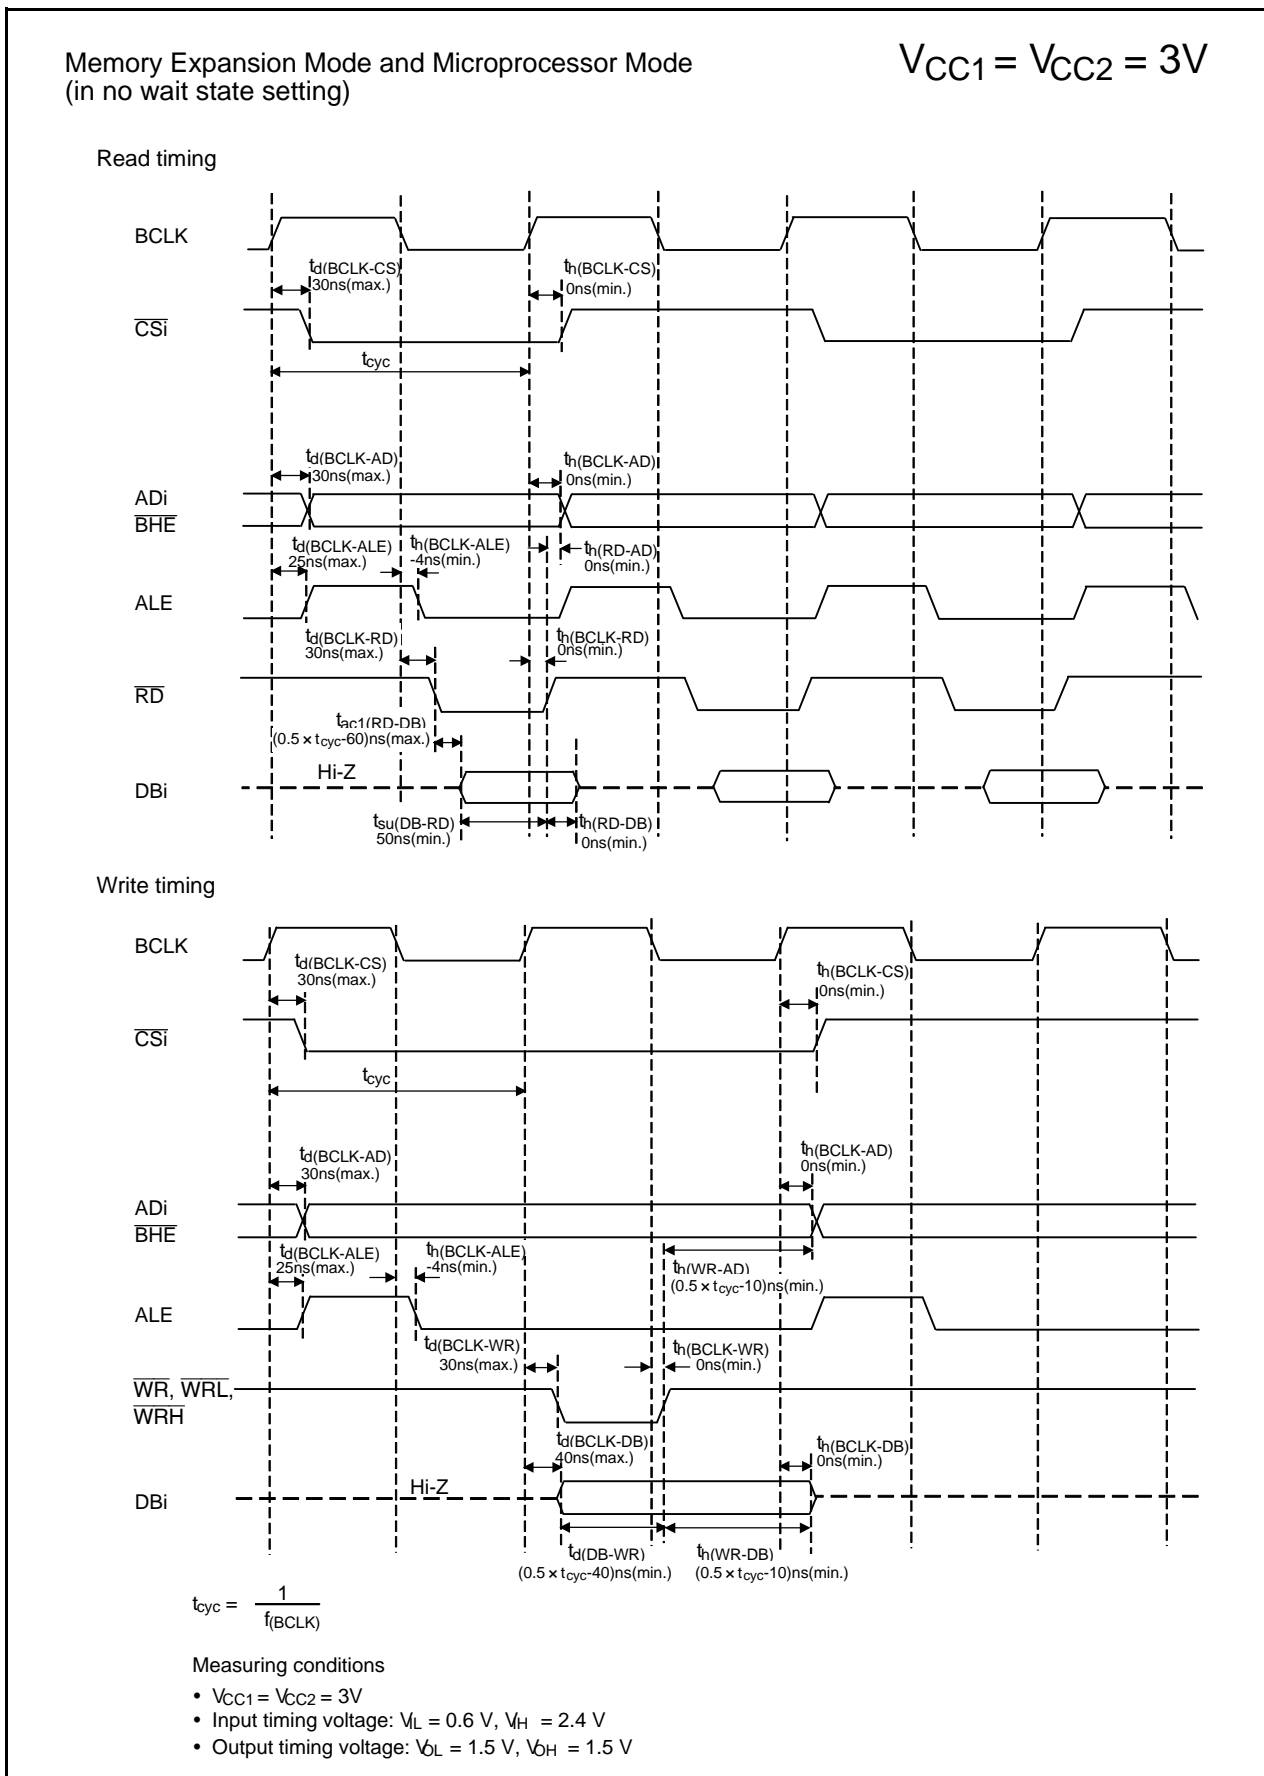 Memory Expansion Mode and Microprocessor Mode
(in no wait state setting)
VCC1 = VCC2 = 3V
Read timing
BCLK
td(BCLK-CS)
30ns(max.)
th(BCLK-CS)
0ns(min.)
CSi
tcyc
td(BCLK-AD)
30ns(max.)
th(BCLK-AD)
0ns(min.)
ADi
BHE
td(BCLK-ALE)
25ns(max.)
th(BCLK-ALE)
-4ns(min.)
th(RD-AD)
0ns(min.)
ALE
td(BCLK-RD)
30ns(max.)
th(BCLK-RD)
0ns(min.)
RD
tac1(RD-DB)
(0.5 × tcyc-60)ns(max.)
Hi-Z
DBi
tsu(DB-RD)
50ns(min.)
th(RD-DB)
0ns(min.)
Write timing
BCLK
td(BCLK-CS)
30ns(max.)
th(BCLK-CS)
0ns(min.)
CSi
tcyc
td(BCLK-AD)
30ns(max.)
th(BCLK-AD)
0ns(min.)
ADi
BHE
td(BCLK-ALE)
25ns(max.)
th(BCLK-ALE)
-4ns(min.)
th(WR-AD)
(0.5 × tcyc-10)ns(min.)
ALE
td(BCLK-WR)
30ns(max.)
th(BCLK-WR)
0ns(min.)
WR, WRL,
WRH
td(BCLK-DB)
40ns(max.)
th(BCLK-DB)
0ns(min.)
Hi-Z
DBi
td(DB-WR)
(0.5 × tcyc-40)ns(min.)
th(WR-DB)
(0.5 × tcyc-10)ns(min.)
tcyc = 1
f(BCLK)
Measuring conditions
• VCC1 = VCC2 = 3V
• Input timing voltage: VIL = 0.6 V, VIH = 2.4 V
• Output timing voltage: VOL = 1.5 V, VOH = 1.5 V